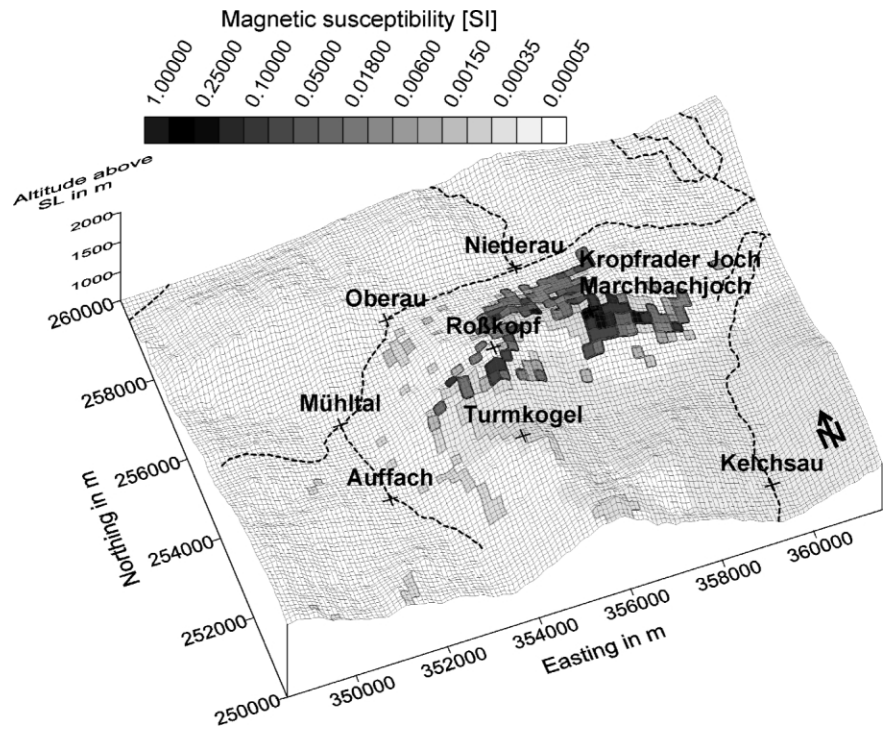 Magnetic susceptibility [SI]
1.00000
0.25000
0.10000
0.05000
0.01800
0.00600
0.00150
0.00035
0.00005
Altitude above
SL in m
2000
1500
1000
Niederau
Kropfrader Joch
Marchbachjoch
Oberau
Roßkopf
Mühltal
Turmkogel
Auffach
Kelchsau
N
260000
258000
256000
254000
252000
250000
Northing in m
350000
352000
354000
356000
358000
360000
Easting in m